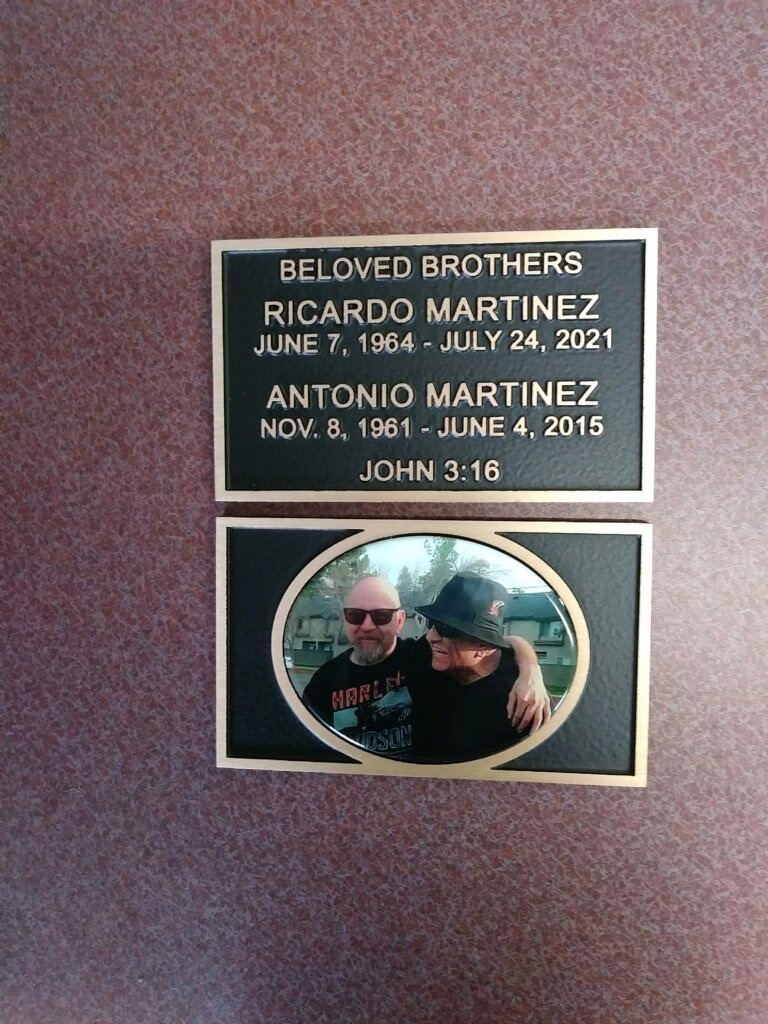 BELOVED BROTHERS
RICARDO MARTINEZ
JUNE 7, 1964 - JULY 24, 2021
ANTONIO MARTINEZ
NOV. 8, 1961 - JUNE 4, 2015
JOHN 3:16
HARLE